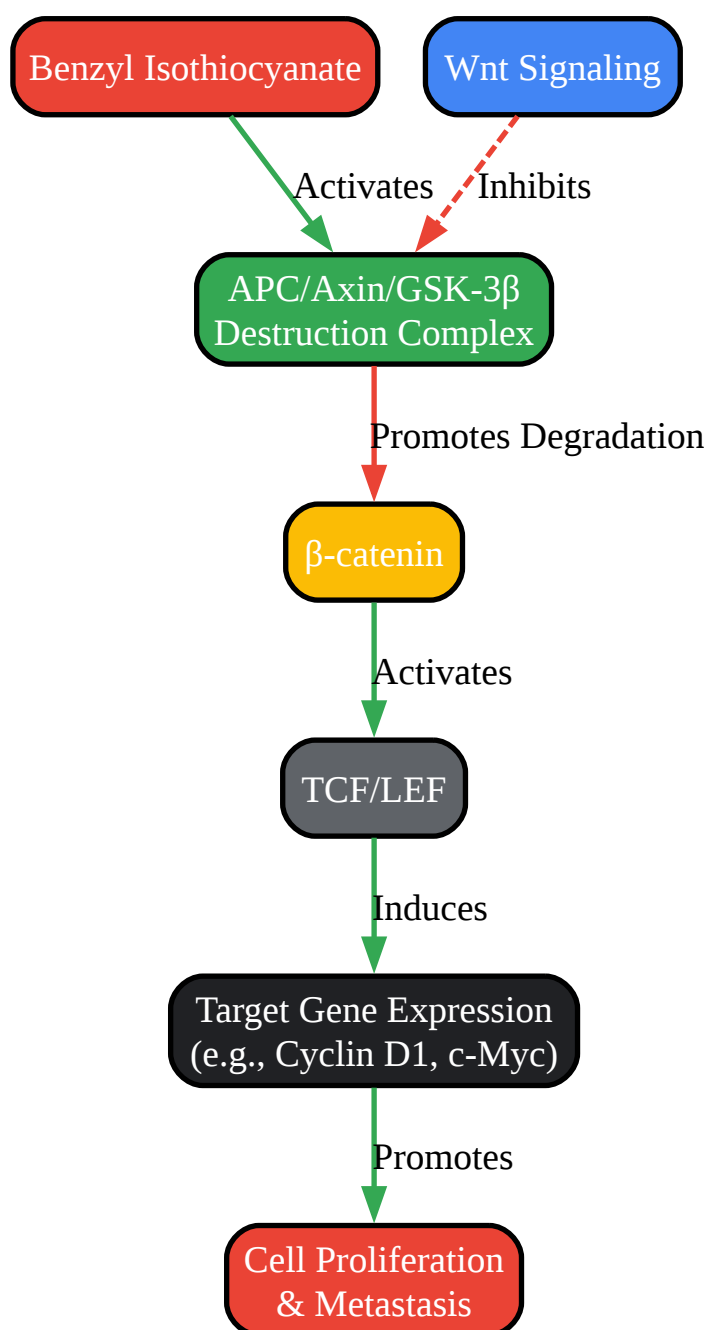 Benzyl Isothiocyanate
Wnt Signaling
Activates
Inhibits
APC/Axin/GSK-3β
Destruction Complex
Promotes Degradation
β-catenin
Activates
TCF/LEF
Induces
Target Gene Expression
(e.g., Cyclin D1, c-Myc)
Promotes
Cell Proliferation
& Metastasis